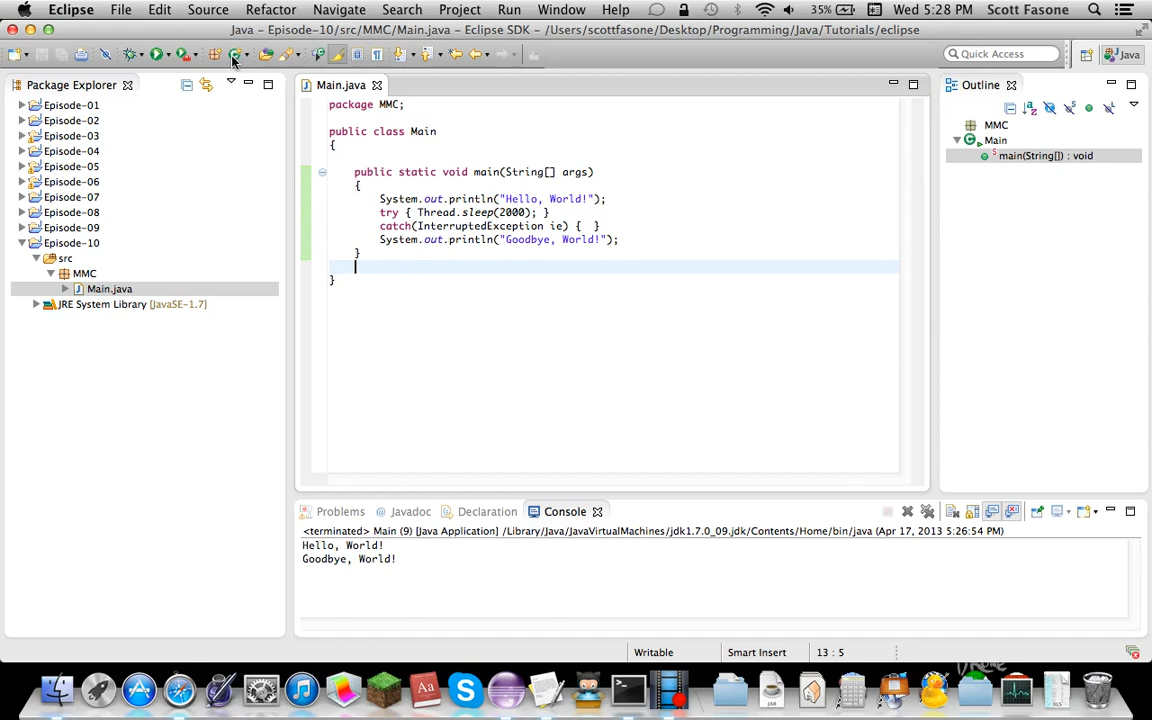 Eclipse File Edit Source Refactor Navigate Search Project Run Window Help 35% Wed 5:28 PM Scott Fasone
Java - Episode-10/src/MMC/Main.java - Eclipse SDK - /Users/scottfasone/Desktop/Programming/Java/Tutorials/eclipse
Quick Access Java
Package Explorer
Episode-01
Episode-02
Episode-03
Episode-04
Episode-05
Episode-06
Episode-07
Episode-08
Episode-09
Episode-10
src
MMC
Main.java
JRE System Library [JavaSE-1.7]
Main.java
package MMC;
public class Main
{
public static void main(String[] args)
{
System.out.println("Hello, World!");
try { Thread.sleep(2000); }
catch(InterruptedException ie) { }
System.out.println("Goodbye, World!");
}
}
Outline
MMC
Main
main(String[]) : void
Problems Javadoc Declaration Console
<terminated> Main (9) [Java Application] /Library/Java/JavaVirtualMachines/jdk1.7.0_09.jdk/Contents/Home/bin/java (Apr 17, 2013 5:26:54 PM)
Hello, World!
Goodbye, World!
Writable Smart Insert 13 : 5